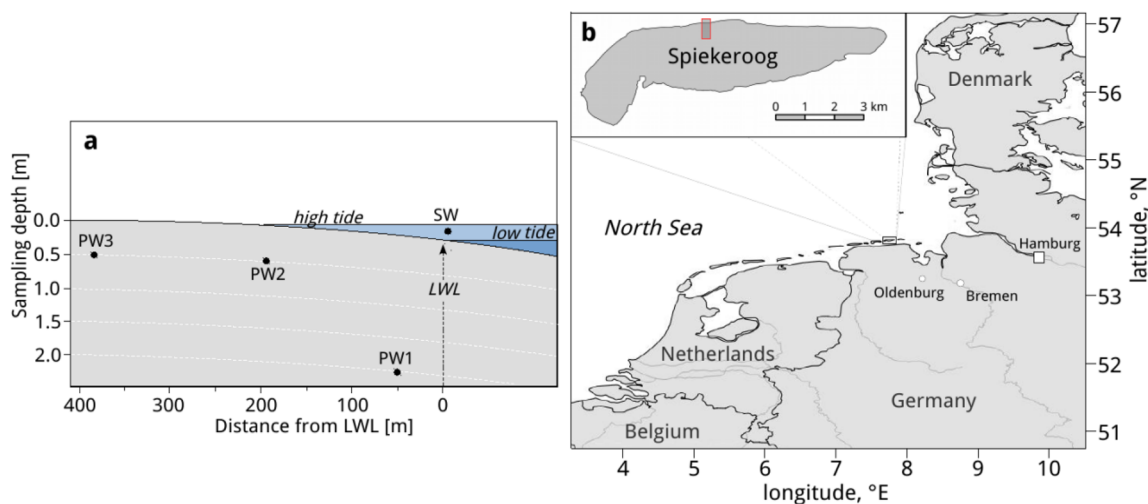 a
Sampling depth [m]
0.0
0.5
1.0
1.5
2.0
high tide
SW
low tide
PW3
PW2
LWL
PW1
400
300
200
100
0
Distance from LWL [m]
b
Spiekeroog
0 1 2 3 km
Denmark
North Sea
Hamburg
Oldenburg
Bremen
Netherlands
Germany
Belgium
57
56
55
54
53
52
51
latitude, °N
4 5 6 7 8 9 10
longitude, °E